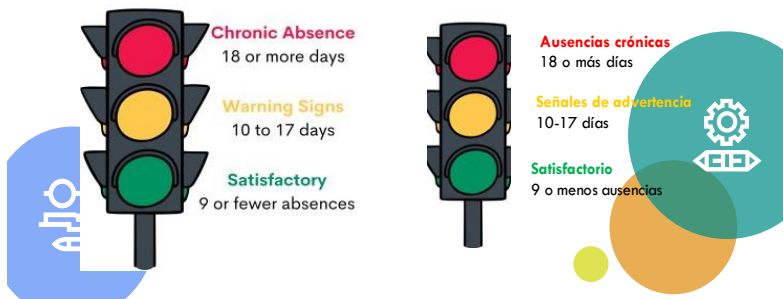 Chronic Absence
18 or more days
Warning Signs
10 to 17 days
Satisfactory
9 or fewer absences
Ausencias crónicas
18 o más días
Señales de advertencia
10-17 días
Satisfactorio
9 o menos ausencias